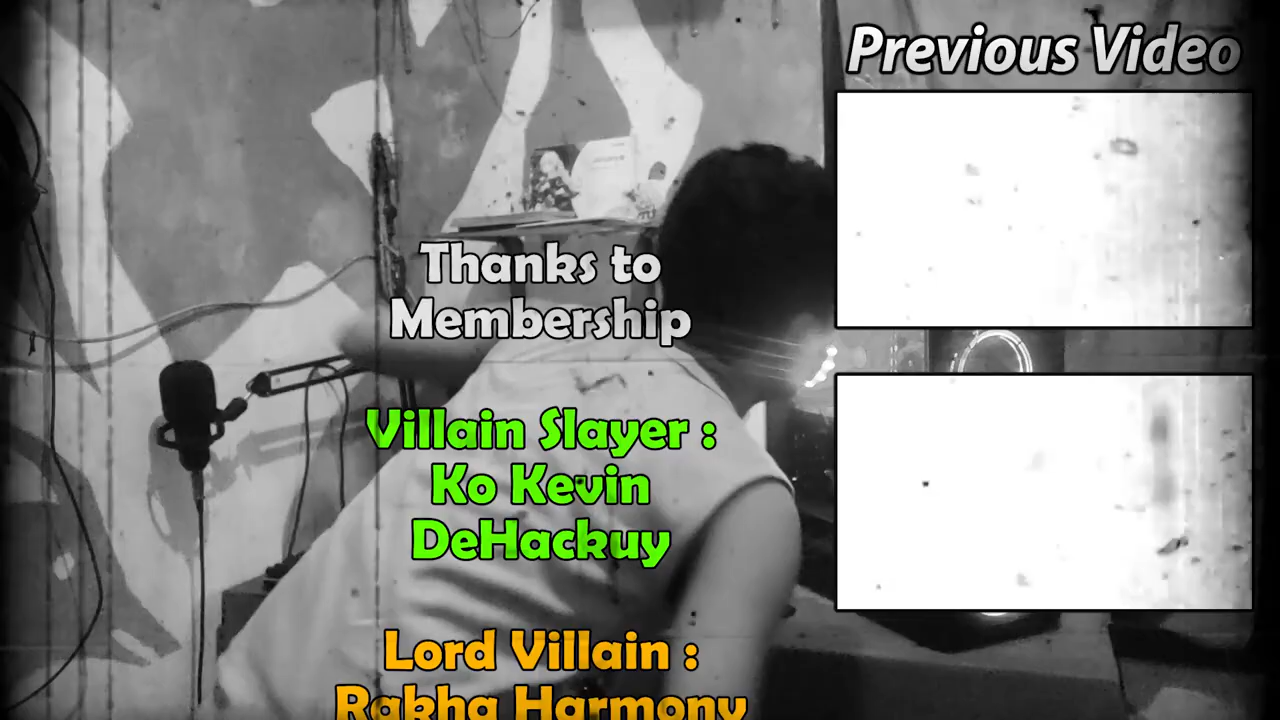 Previous Video
Thanks to
Membership
Villain Slayer :
Ko Kevin
DeHackuy
Lord Villain :
Rakha Harmony